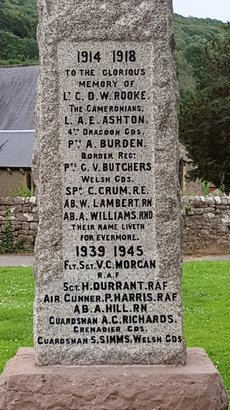 1914 1918
TO THE GLORIOUS
MEMORY OF
Lᵀ C. D. W. ROOKE.
THE CAMERONIANS.
L. A. E. ASHTON.
4ᵀᴴ DRAGOON GDS.
Pᵀᴱ A. BURDEN.
BORDER REGᵀ
Pᵀᴱ G. V. BUTCHERS
WELSH GDS.
SPᴿ C. CRUM. R.E.
AB. W. LAMBERT. RN
AB. A. WILLIAMS. RND
THEIR NAME LIVETH
FOR EVERMORE.
1939 1945
FLT. SGT. V. C. MORGAN
R.A.F
SGT. H. DURRANT. RAF
AIR GUNNER. P. HARRIS. RAF
AB. A. HILL. RN
GUARDSMAN A. C. RICHARDS.
GRENADIER GDS.
GUARDSMAN S. SIMMS. WELSH GDS